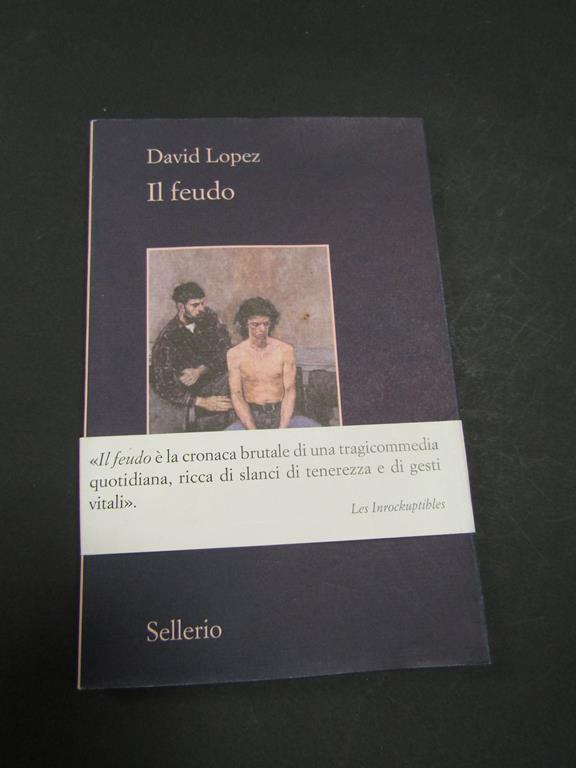 David Lopez
Il feudo
«Il feudo è la cronaca brutale di una tragicommedia
quotidiana, ricca di slanci di tenerezza e di gesti
vitali».
Les Inrockuptibles
Sellerio